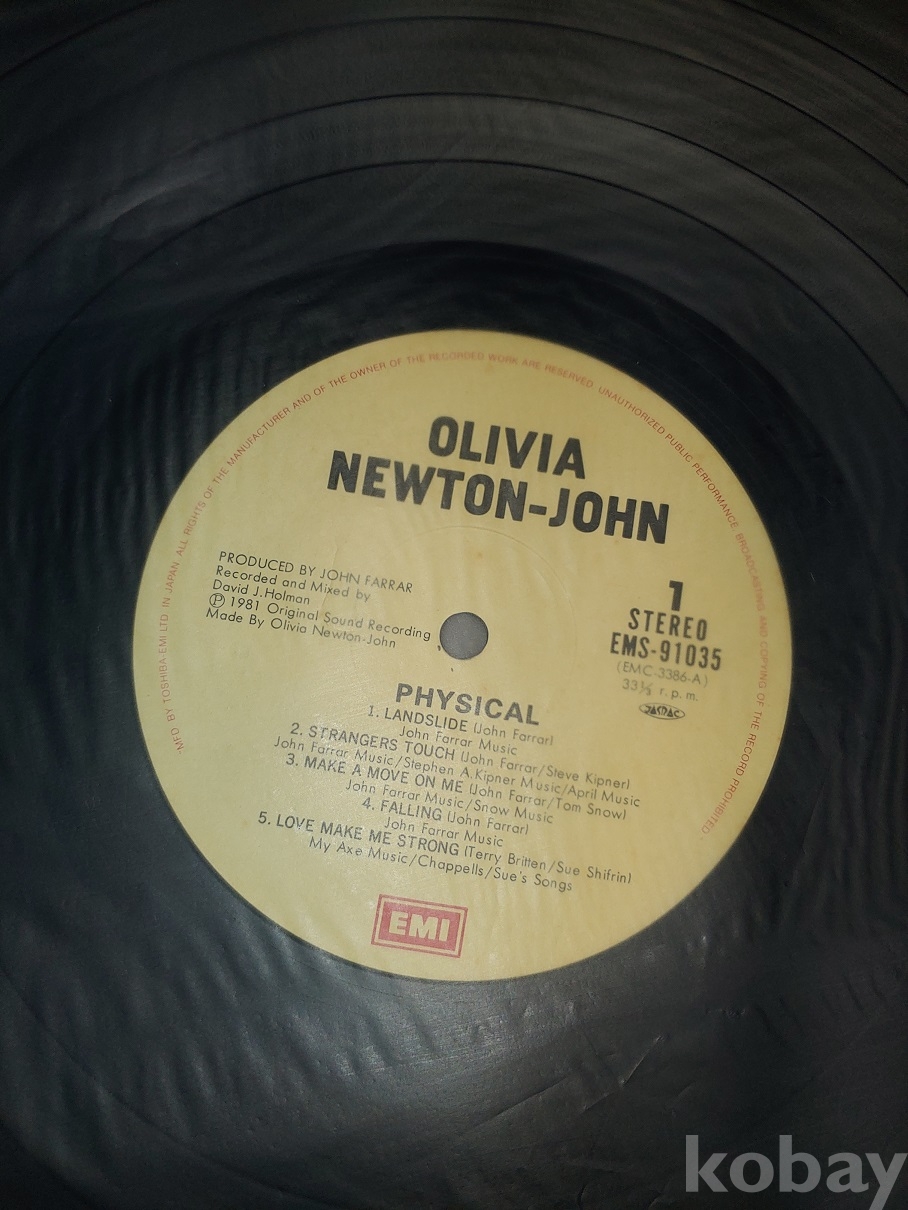 MFD BY TOSHIBA-EMI LTD. IN JAPAN. ALL RIGHTS OF THE MANUFACTURER AND OF THE OWNER OF THE RECORDED WORK ARE RESERVED. UNAUTHORIZED PUBLIC PERFORMANCE, BROADCASTING AND COPYING OF THE RECORD PROHIBITED.
OLIVIA
NEWTON-JOHN
PRODUCED BY JOHN FARRAR
Recorded and Mixed by
David J.Holman
Ⓟ 1981 Original Sound Recording
Made By Olivia Newton-John
1
STEREO
EMS-91035
(EMC-3386-A)
33⅓ r.p.m.
JASRAC
PHYSICAL
1. LANDSLIDE (John Farrar)
John Farrar Music
2. STRANGERS TOUCH (John Farrar/Steve Kipner)
John Farrar Music/Stephen A.Kipner Music/April Music
3. MAKE A MOVE ON ME (John Farrar/Tom Snow)
John Farrar Music/Snow Music
4. FALLING (John Farrar)
John Farrar Music
5. LOVE MAKE ME STRONG (Terry Britten/Sue Shifrin)
My Axe Music/Chappells/Sue's Songs
EMI
kobay